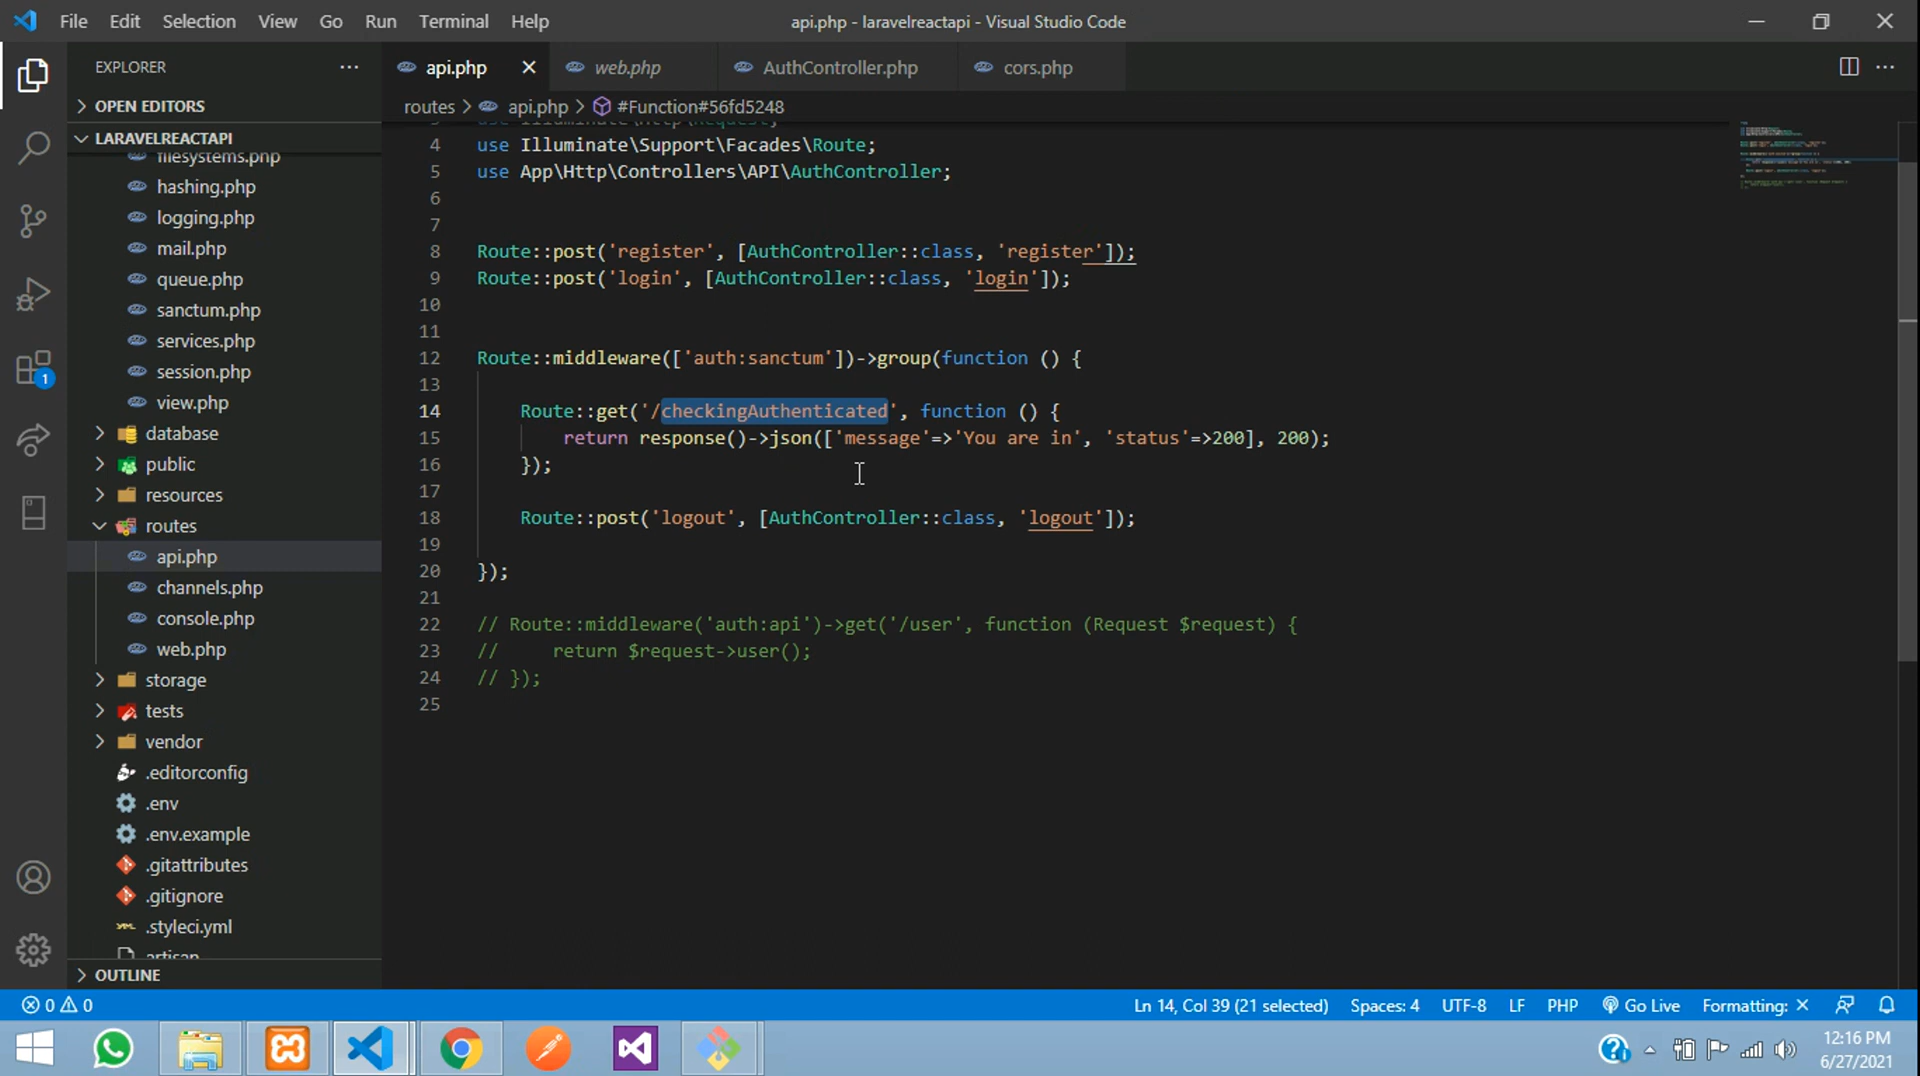 File Edit Selection View Go Run Terminal Help
api.php - laravelreactapi - Visual Studio Code
EXPLORER
OPEN EDITORS
LARAVELREACTAPI
filesystems.php
hashing.php
logging.php
mail.php
queue.php
sanctum.php
services.php
session.php
view.php
database
public
resources
routes
api.php
channels.php
console.php
web.php
storage
tests
vendor
.editorconfig
.env
.env.example
.gitattributes
.gitignore
.styleci.yml
artisan
OUTLINE
1
api.php web.php AuthController.php cors.php
routes > api.php > #Function#56fd5248
3 use Illuminate\Http\Request;
4 use Illuminate\Support\Facades\Route;
5 use App\Http\Controllers\API\AuthController;
6
7
8 Route::post('register', [AuthController::class, 'register']);
9 Route::post('login', [AuthController::class, 'login']);
10
11
12 Route::middleware(['auth:sanctum'])->group(function () {
13
14 Route::get('/checkingAuthenticated', function () {
15 return response()->json(['message'=>'You are in', 'status'=>200], 200);
16 });
17
18 Route::post('logout', [AuthController::class, 'logout']);
19
20 });
21
22 // Route::middleware('auth:api')->get('/user', function (Request $request) {
23 // return $request->user();
24 // });
25
0 0
Ln 14, Col 39 (21 selected) Spaces: 4 UTF-8 LF PHP Go Live Formatting: ×
12:16 PM
6/27/2021